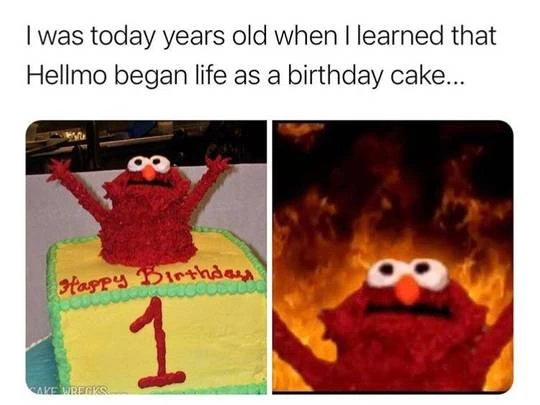 I was today years old when I learned that
Hellmo began life as a birthday cake...
Happy Birthday
1
CAKE WRECKS